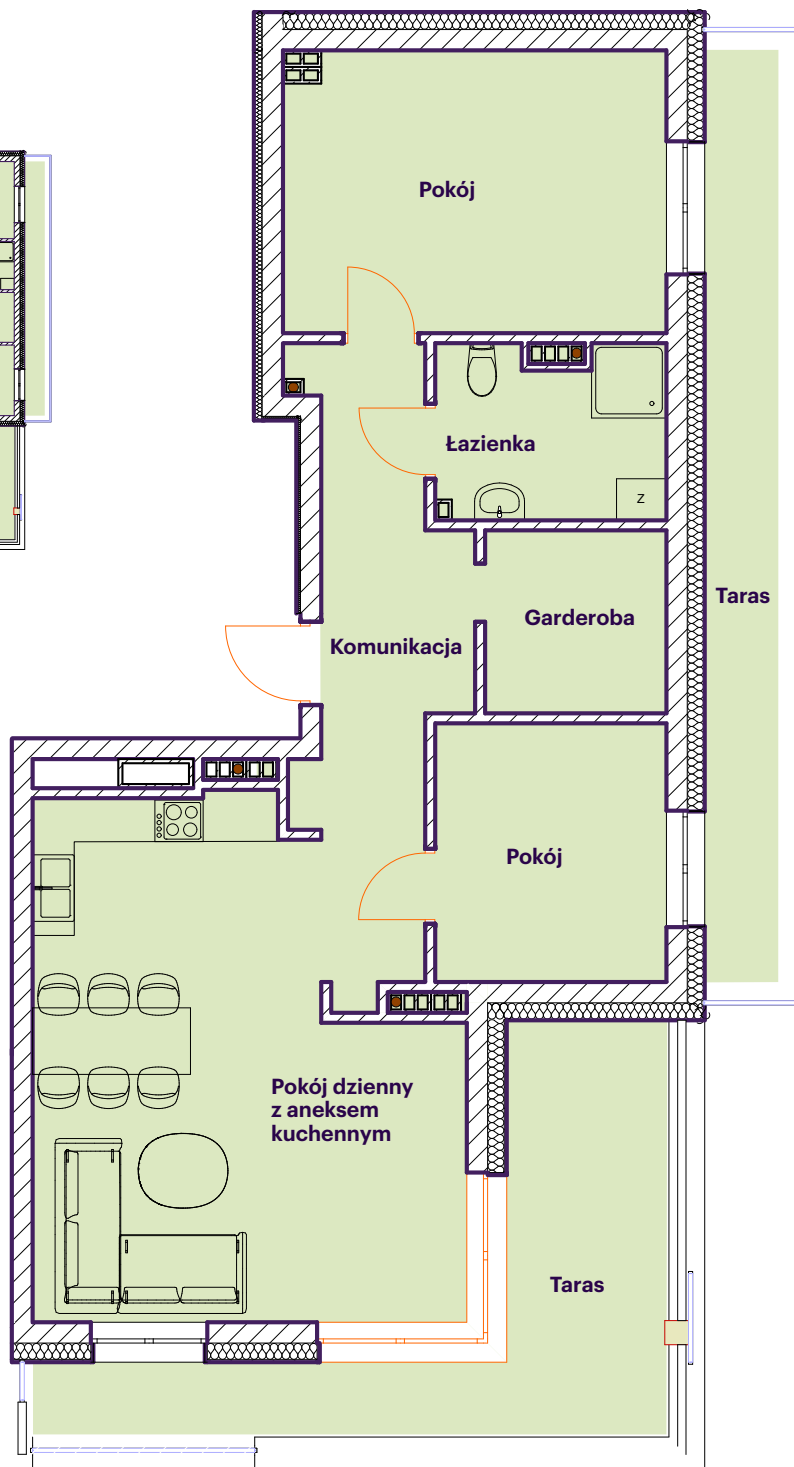 Pokój
Łazienka
Z
Taras
Garderoba
Komunikacja
Pokój
Pokój dzienny
z aneksem
kuchennym
Taras